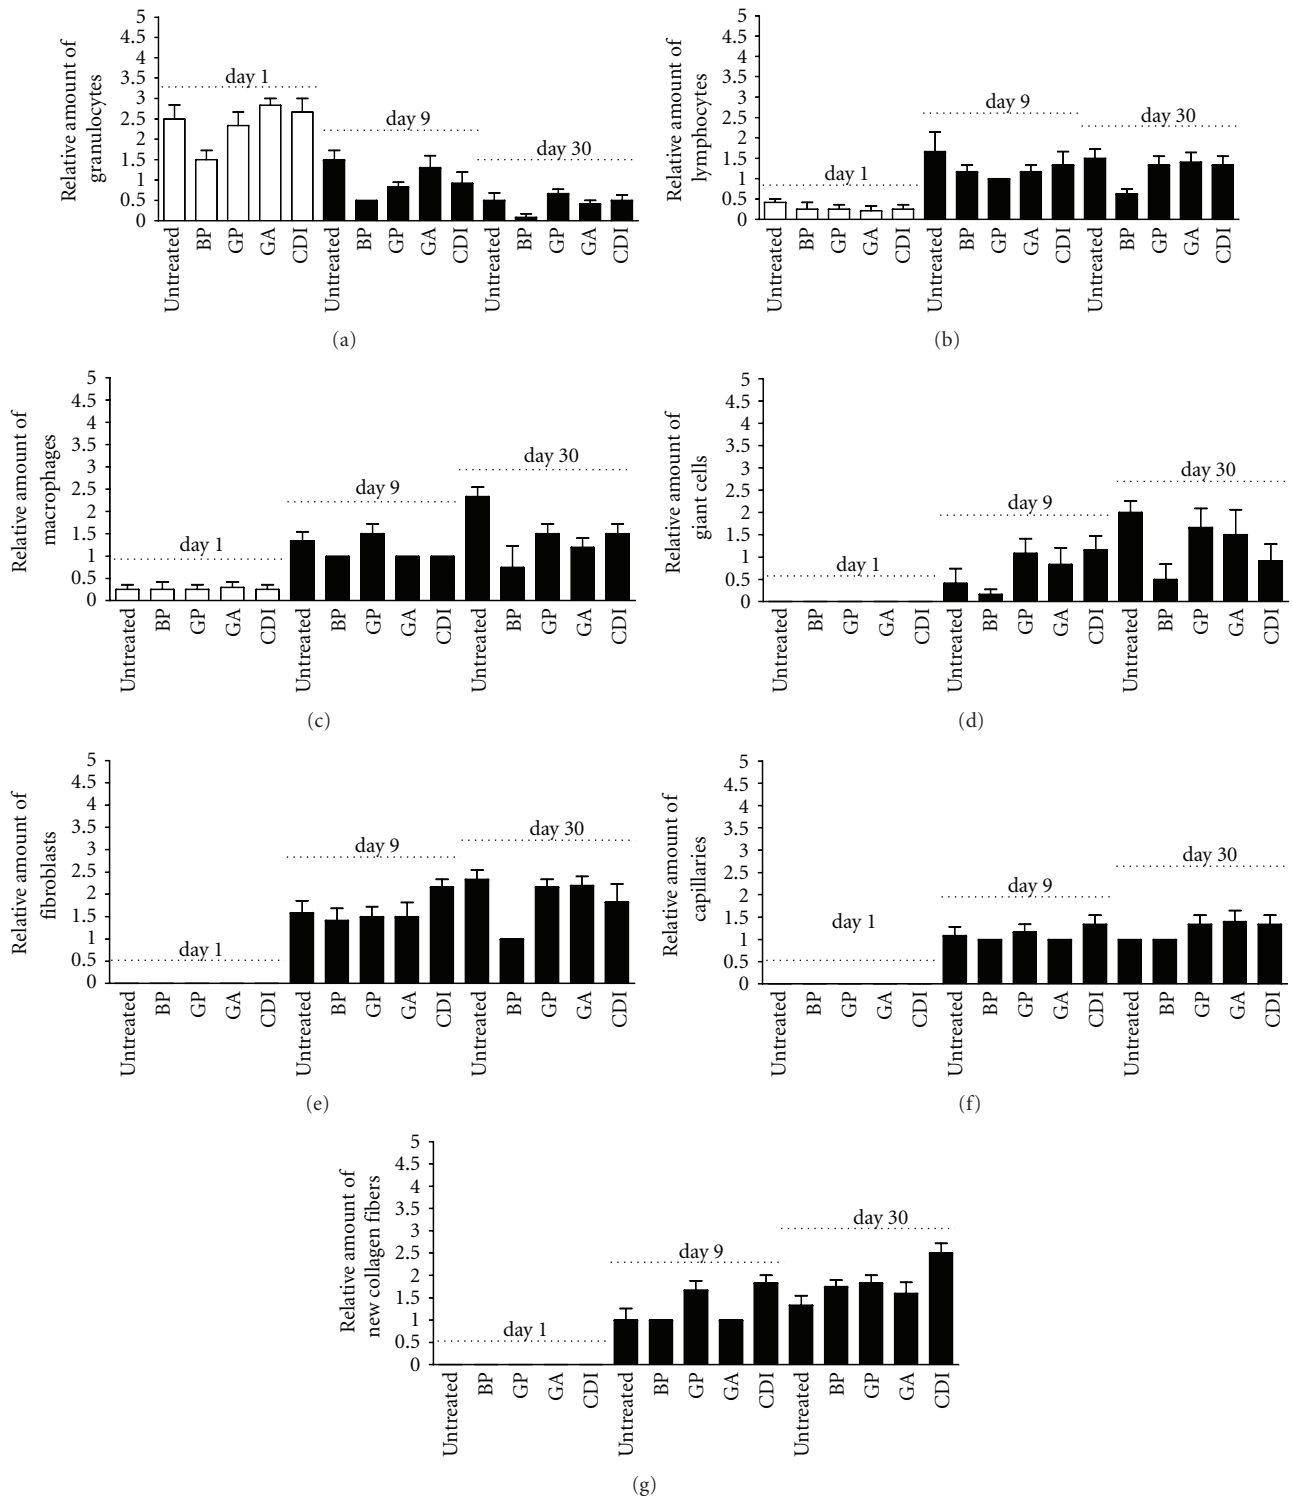 Relative amount of
granulocytes
5
4.5
4
3.5
3
2.5
2
1.5
1
0.5
0
day 1
day 9
day 30
Untreated
BP
GP
GA
CDI
Untreated
BP
GP
GA
CDI
Untreated
BP
GP
GA
CDI
(a)
Relative amount of
lymphocytes
5
4.5
4
3.5
3
2.5
2
1.5
1
0.5
0
day 1
day 9
day 30
Untreated
BP
GP
GA
CDI
Untreated
BP
GP
GA
CDI
Untreated
BP
GP
GA
CDI
(b)
Relative amount of
macrophages
5
4.5
4
3.5
3
2.5
2
1.5
1
0.5
0
day 1
day 9
day 30
Untreated
BP
GP
GA
CDI
Untreated
BP
GP
GA
CDI
Untreated
BP
GP
GA
CDI
(c)
Relative amount of
giant cells
5
4.5
4
3.5
3
2.5
2
1.5
1
0.5
0
day 1
day 9
day 30
Untreated
BP
GP
GA
CDI
Untreated
BP
GP
GA
CDI
Untreated
BP
GP
GA
CDI
(d)
Relative amount of
fibroblasts
5
4.5
4
3.5
3
2.5
2
1.5
1
0.5
0
day 1
day 9
day 30
Untreated
BP
GP
GA
CDI
Untreated
BP
GP
GA
CDI
Untreated
BP
GP
GA
CDI
(e)
Relative amount of
capillaries
5
4.5
4
3.5
3
2.5
2
1.5
1
0.5
0
day 1
day 9
day 30
Untreated
BP
GP
GA
CDI
Untreated
BP
GP
GA
CDI
Untreated
BP
GP
GA
CDI
(f)
Relative amount of
new collagen fibers
5
4.5
4
3.5
3
2.5
2
1.5
1
0.5
0
day 1
day 9
day 30
Untreated
BP
GP
GA
CDI
Untreated
BP
GP
GA
CDI
Untreated
BP
GP
GA
CDI
(g)